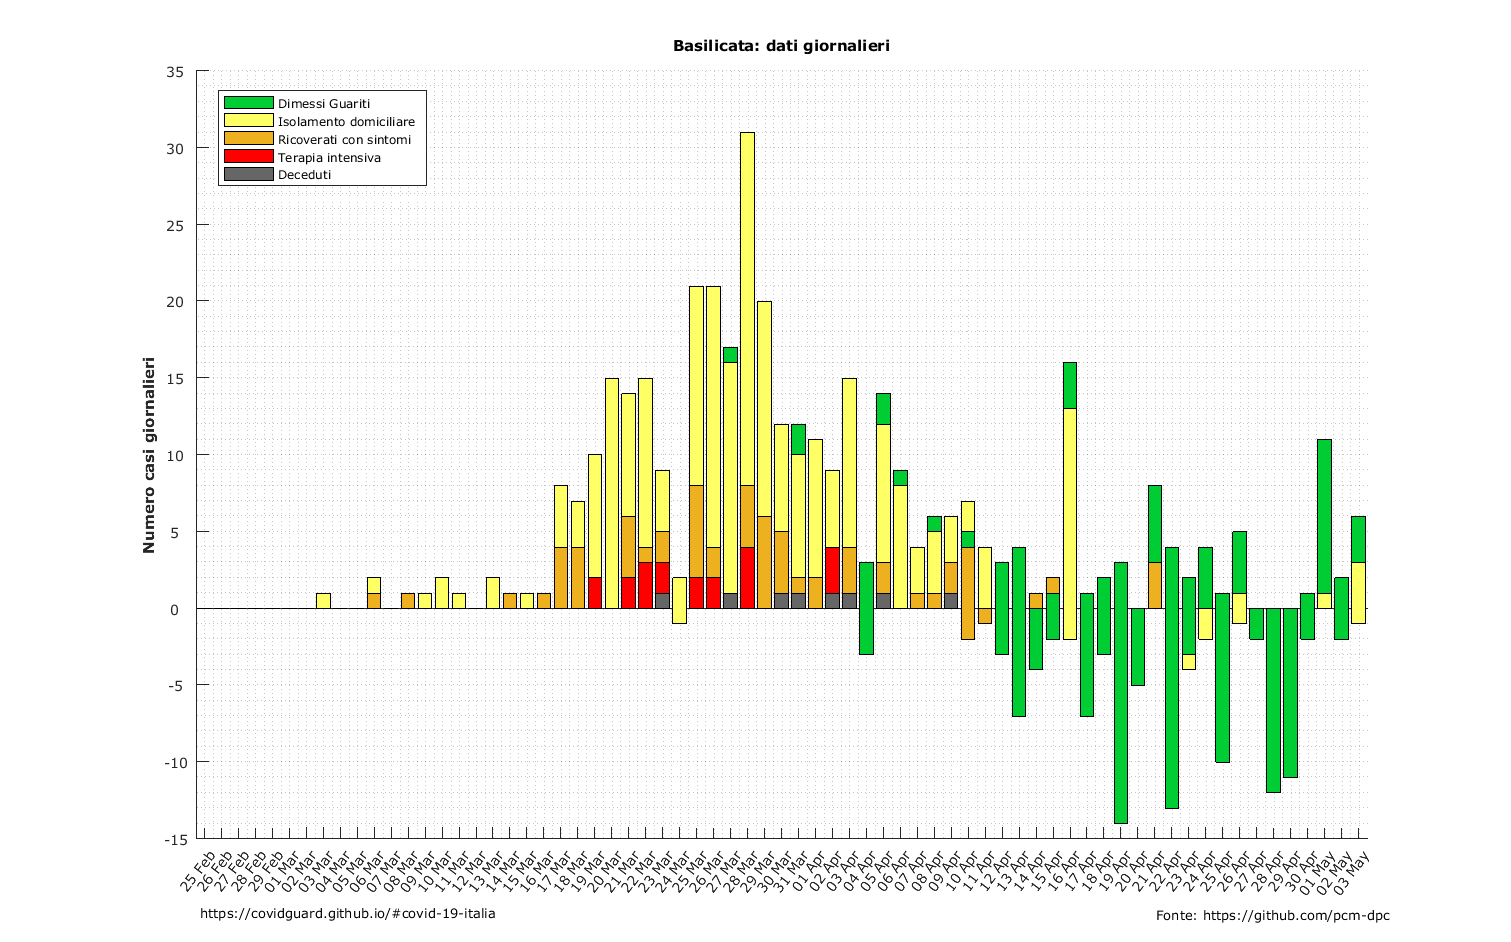 Basilicata: dati giornalieri
35
30
25
20
15
10
5
0
-5
-10
-15
Numero casi giornalieri
Dimessi Guariti
Isolamento domiciliare
Ricoverati con sintomi
Terapia intensiva
Deceduti
25 Feb
26 Feb
27 Feb
28 Feb
29 Feb
01 Mar
02 Mar
03 Mar
04 Mar
05 Mar
06 Mar
07 Mar
08 Mar
09 Mar
10 Mar
11 Mar
12 Mar
13 Mar
14 Mar
15 Mar
16 Mar
17 Mar
18 Mar
19 Mar
20 Mar
21 Mar
22 Mar
23 Mar
24 Mar
25 Mar
26 Mar
27 Mar
28 Mar
29 Mar
30 Mar
31 Mar
01 Apr
02 Apr
03 Apr
04 Apr
05 Apr
06 Apr
07 Apr
08 Apr
09 Apr
10 Apr
11 Apr
12 Apr
13 Apr
14 Apr
15 Apr
16 Apr
17 Apr
18 Apr
19 Apr
20 Apr
21 Apr
22 Apr
23 Apr
24 Apr
25 Apr
26 Apr
27 Apr
28 Apr
29 Apr
30 Apr
01 May
02 May
03 May
https://covidguard.github.io/#covid-19-italia
Fonte: https://github.com/pcm-dpc